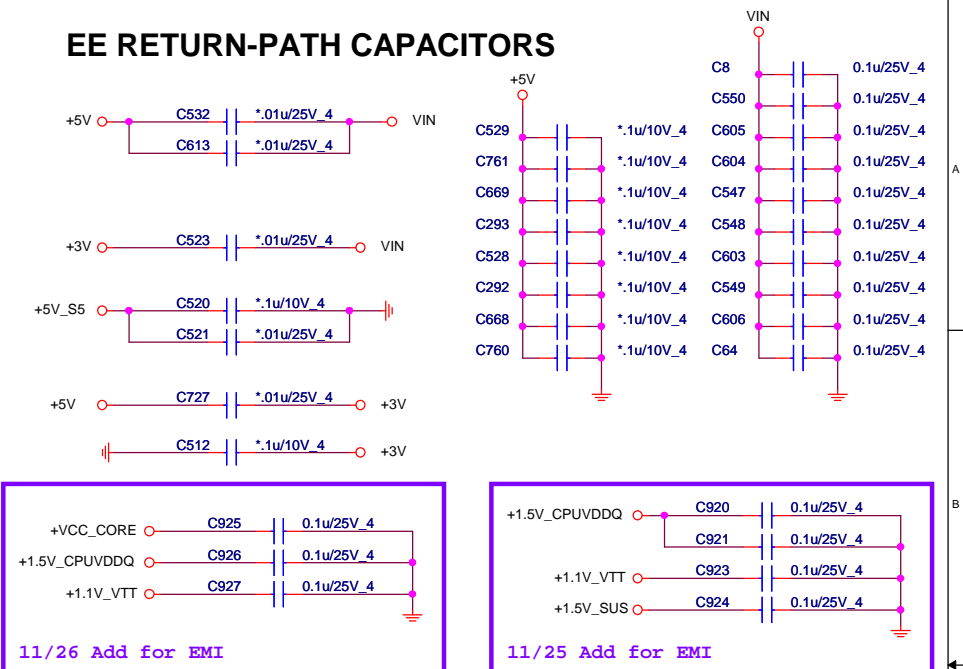 EE RETURN-PATH CAPACITORS
+5V C532 *.01u/25V_4 VIN
C613 *.01u/25V_4
+3V C523 *.01u/25V_4 VIN
+5V_S5 C520 *.1u/10V_4
C521 *.01u/25V_4
+5V C727 *.01u/25V_4 +3V
C512 *.1u/10V_4 +3V
+5V
C529 *.1u/10V_4
C761 *.1u/10V_4
C669 *.1u/10V_4
C293 *.1u/10V_4
C528 *.1u/10V_4
C292 *.1u/10V_4
C668 *.1u/10V_4
C760 *.1u/10V_4
VIN
C8 0.1u/25V_4
C550 0.1u/25V_4
C605 0.1u/25V_4
C604 0.1u/25V_4
C547 0.1u/25V_4
C548 0.1u/25V_4
C603 0.1u/25V_4
C549 0.1u/25V_4
C606 0.1u/25V_4
C64 0.1u/25V_4
A
B
+VCC_CORE C925 0.1u/25V_4
+1.5V_CPUVDDQ C926 0.1u/25V_4
+1.1V_VTT C927 0.1u/25V_4
11/26 Add for EMI
+1.5V_CPUVDDQ C920 0.1u/25V_4
C921 0.1u/25V_4
+1.1V_VTT C923 0.1u/25V_4
+1.5V_SUS C924 0.1u/25V_4
11/25 Add for EMI